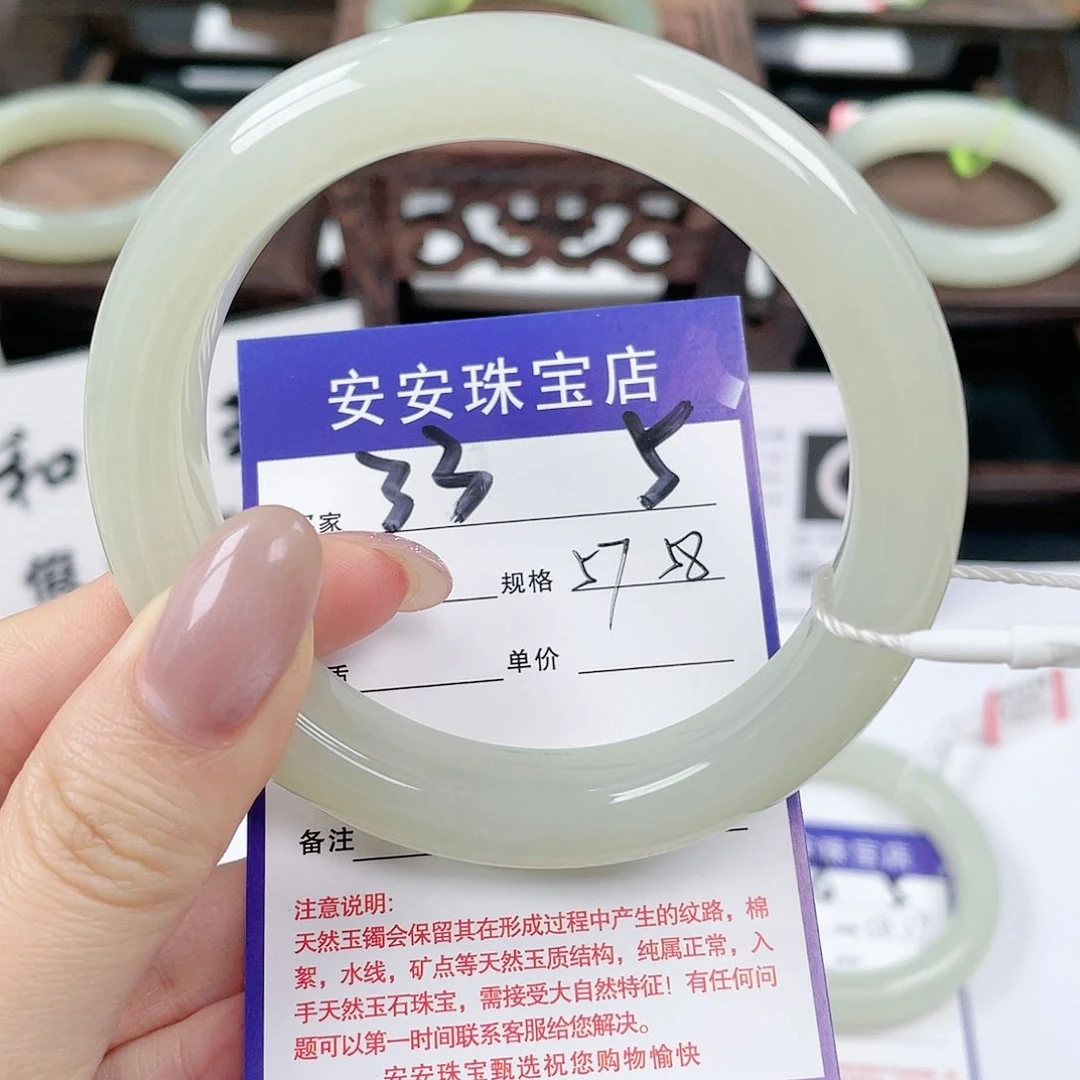 安安珠宝店
家 33 5
规格 57 58
单价
备注
注意说明:
天然玉镯会保留其在形成过程中产生的纹路，棉
絮，水线，矿点等天然玉质结构，纯属正常，入
手天然玉石珠宝，需接受大自然特征！有任何问
题可以第一时间联系客服给您解决。
安安珠宝甄选祝您购物愉快
和
假
珠宝店